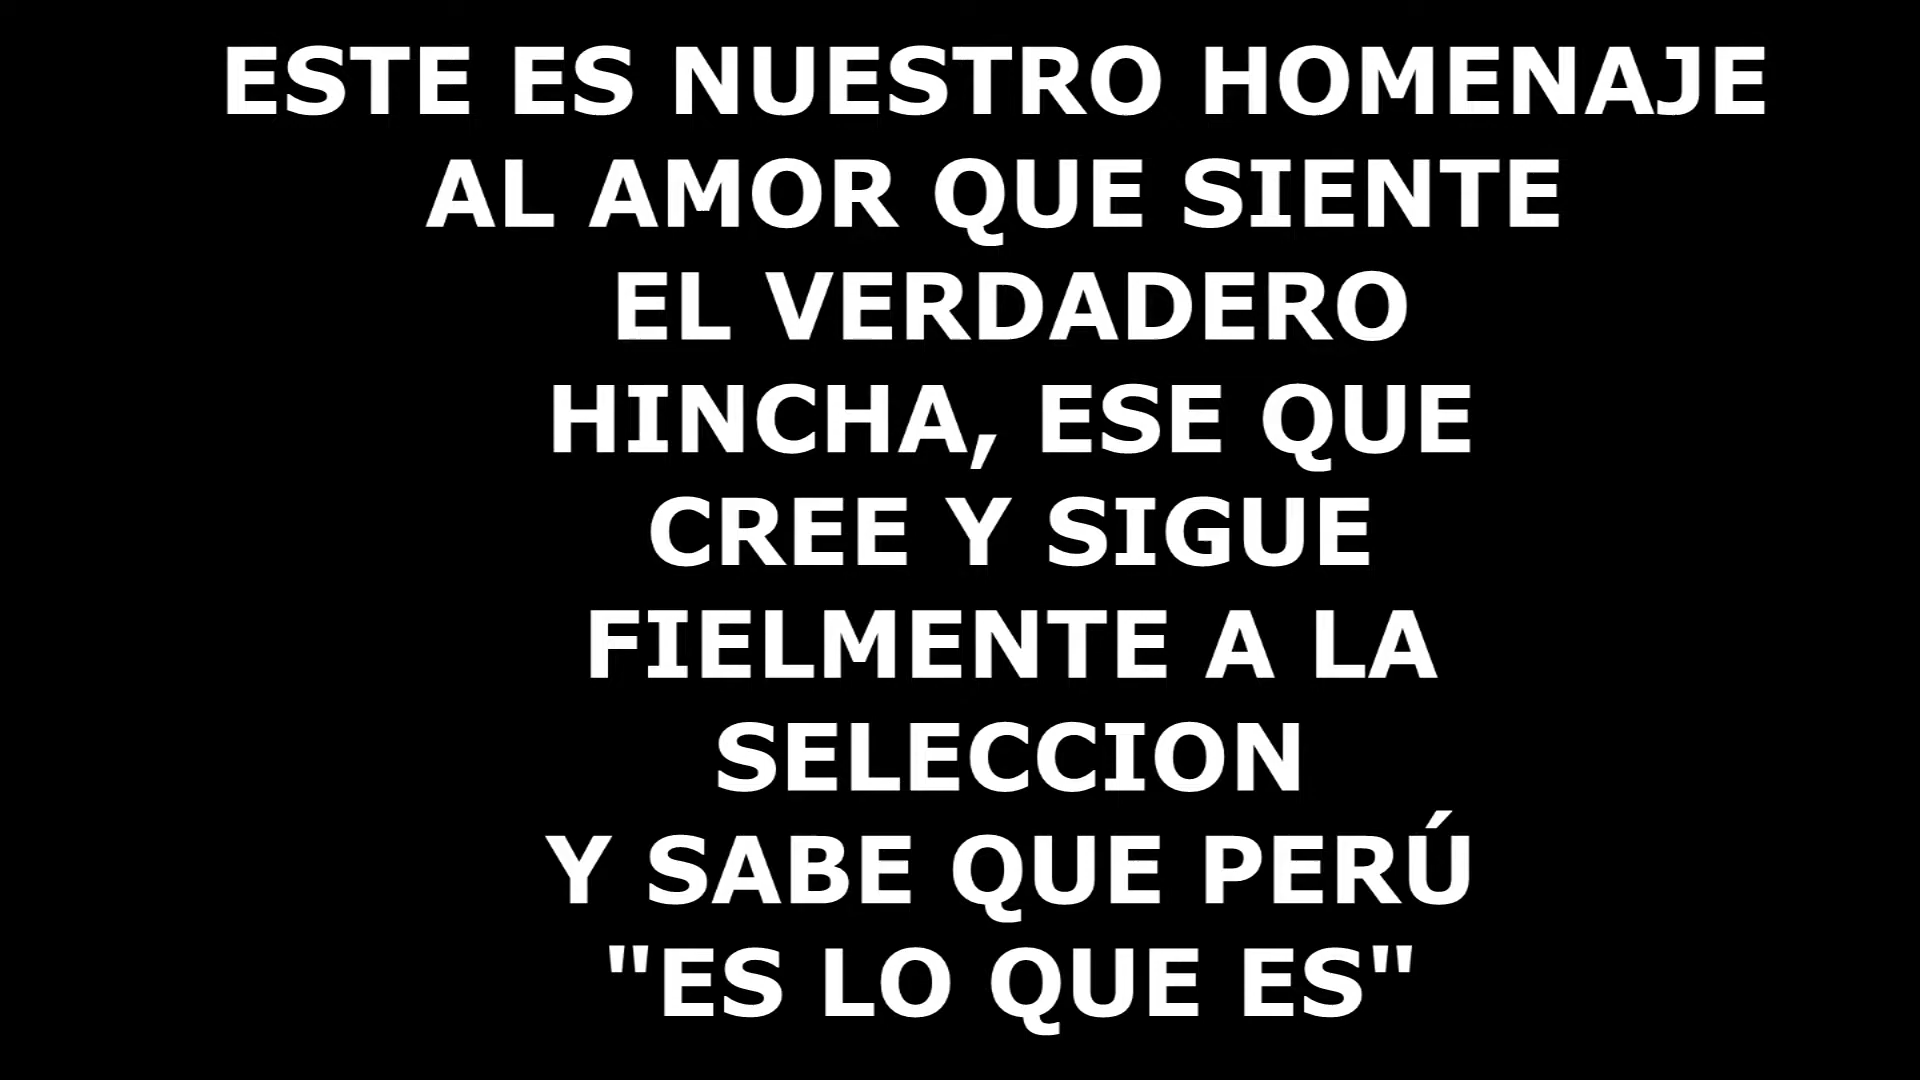 ESTE ES NUESTRO HOMENAJE
AL AMOR QUE SIENTE
EL VERDADERO
HINCHA, ESE QUE
CREE Y SIGUE
FIELMENTE A LA
SELECCION
Y SABE QUE PERÚ
"ES LO QUE ES"